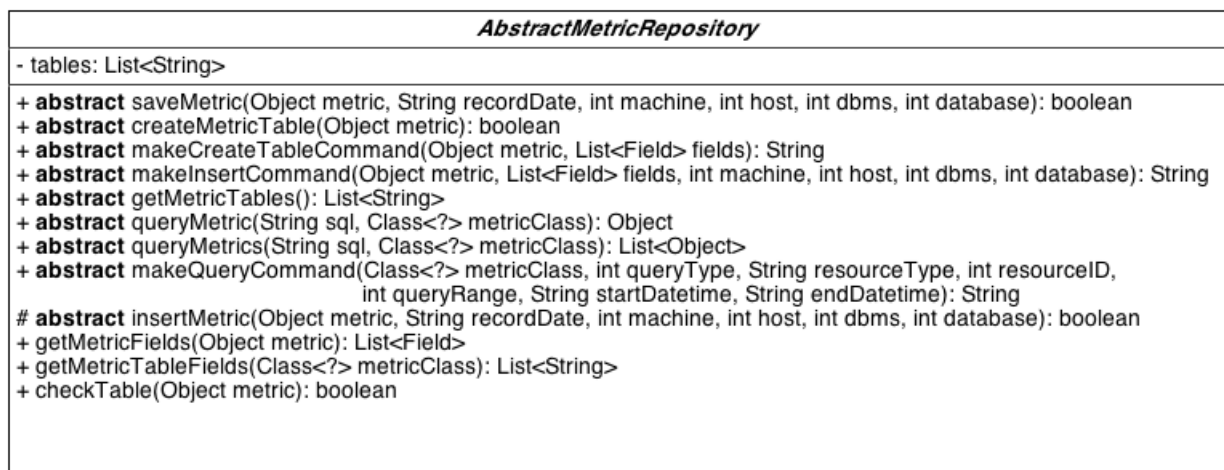 AbstractMetricRepository
- tables: List<String>
+ abstract saveMetric(Object metric, String recordDate, int machine, int host, int dbms, int database): boolean
+ abstract createMetricTable(Object metric): boolean
+ abstract makeCreateTableCommand(Object metric, List<Field> fields): String
+ abstract makeInsertCommand(Object metric, List<Field> fields, int machine, int host, int dbms, int database): String
+ abstract getMetricTables(): List<String>
+ abstract queryMetric(String sql, Class<?> metricClass): Object
+ abstract queryMetrics(String sql, Class<?> metricClass): List<Object>
+ abstract makeQueryCommand(Class<?> metricClass, int queryType, String resourceType, int resourceID,
int queryRange, String startDatetime, String endDatetime): String
# abstract insertMetric(Object metric, String recordDate, int machine, int host, int dbms, int database): boolean
+ getMetricFields(Object metric): List<Field>
+ getMetricTableFields(Class<?> metricClass): List<String>
+ checkTable(Object metric): boolean